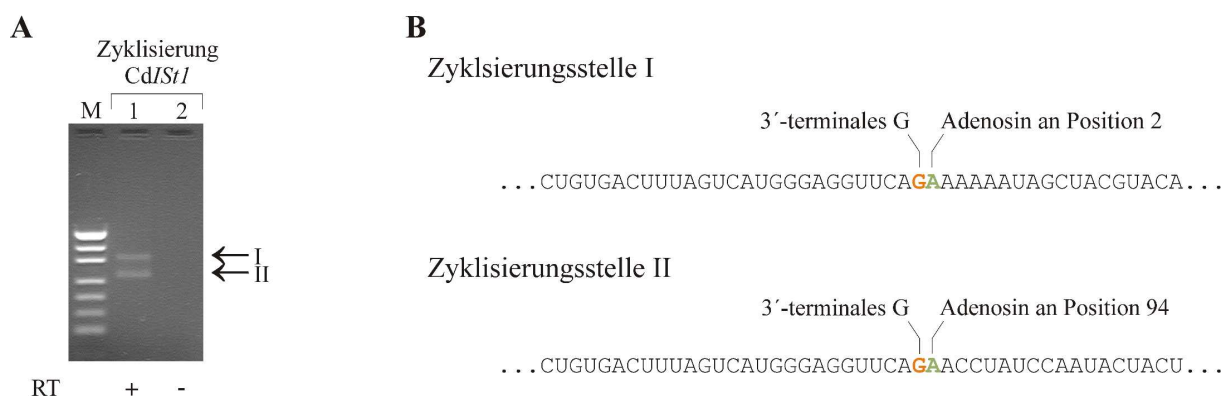 A
Zyklisierung
CdISt1
M 1 2
I
II
RT + -
B
Zyklsierungsstelle I
3´-terminales G Adenosin an Position 2
...CUGUGACUUUAGUCAUGGGAGGUUCAGAAAAAAUAGCUACGUACA...
Zyklisierungsstelle II
3´-terminales G Adenosin an Position 94
...CUGUGACUUUAGUCAUGGGAGGUUCAGAACCUAUCCAAUACUACU...